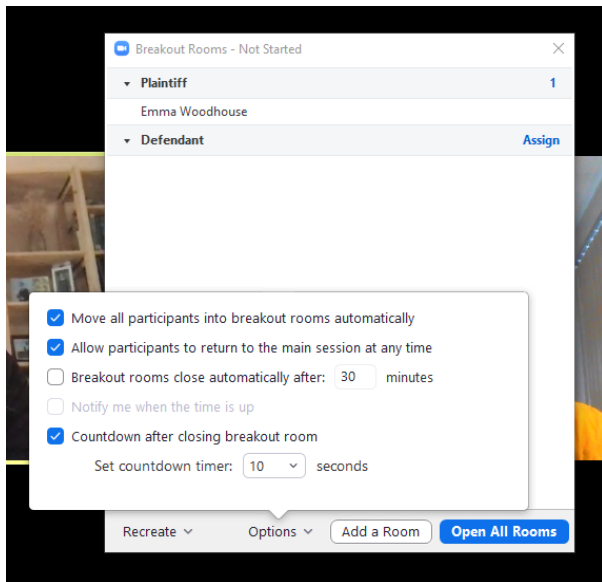 Breakout Rooms - Not Started
Plaintiff 1
Emma Woodhouse
Defendant Assign
Move all participants into breakout rooms automatically
Allow participants to return to the main session at any time
Breakout rooms close automatically after: 30 minutes
Notify me when the time is up
Countdown after closing breakout room
Set countdown timer: 10 seconds
Recreate Options Add a Room Open All Rooms